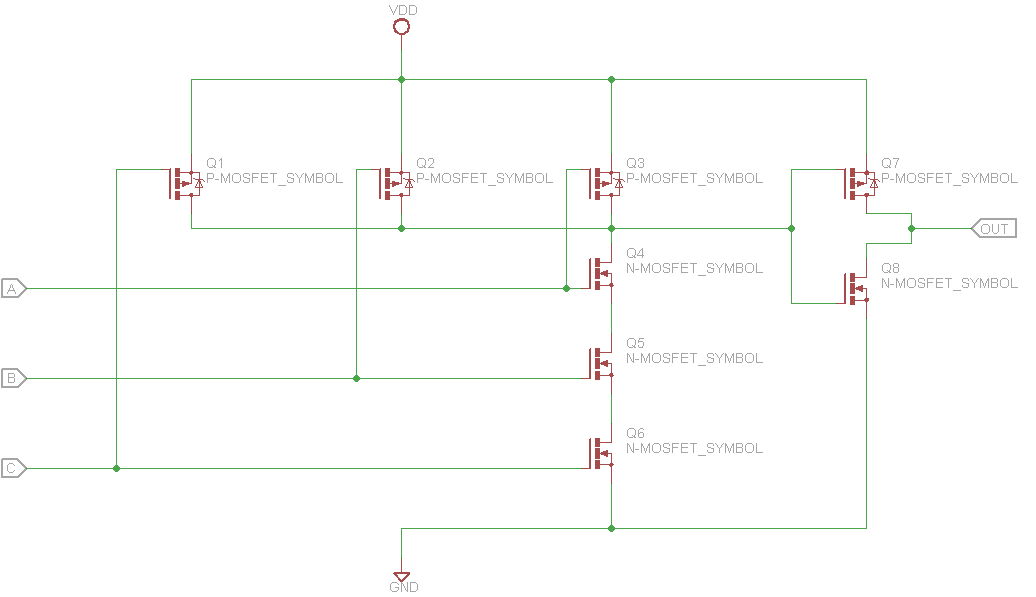 VDD
Q1
P-MOSFET_SYMBOL
Q2
P-MOSFET_SYMBOL
Q3
P-MOSFET_SYMBOL
Q7
P-MOSFET_SYMBOL
OUT
Q4
N-MOSFET_SYMBOL
Q8
N-MOSFET_SYMBOL
A
Q5
N-MOSFET_SYMBOL
B
Q6
N-MOSFET_SYMBOL
C
GND